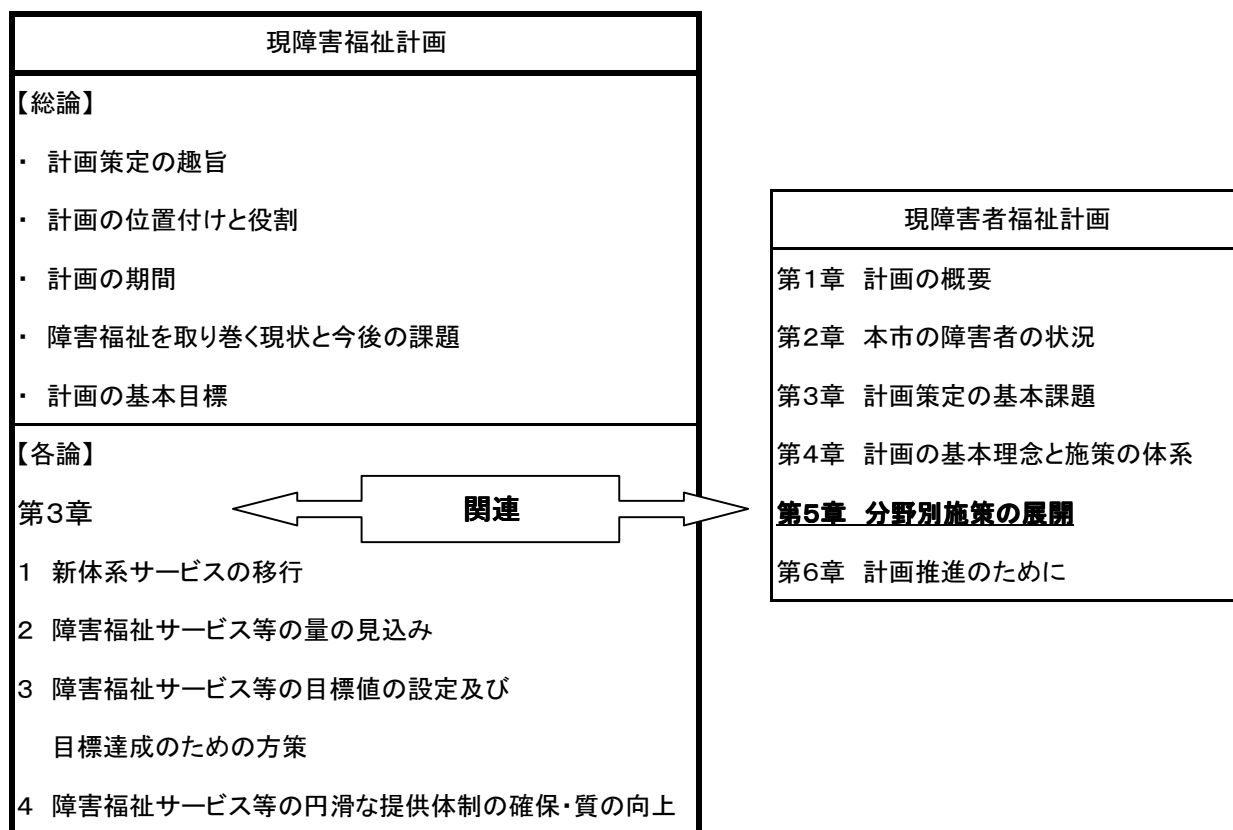 現障害福祉計画
【総論】
・ 計画策定の趣旨
・ 計画の位置付けと役割
・ 計画の期間
・ 障害福祉を取り巻く現状と今後の課題
・ 計画の基本目標
【各論】
第3章
1 新体系サービスの移行
2 障害福祉サービス等の量の見込み
3 障害福祉サービス等の目標値の設定及び
目標達成のための方策
4 障害福祉サービス等の円滑な提供体制の確保・質の向上
関連
現障害者福祉計画
第1章 計画の概要
第2章 本市の障害者の状況
第3章 計画策定の基本課題
第4章 計画の基本理念と施策の体系
第5章 分野別施策の展開
第6章 計画推進のために